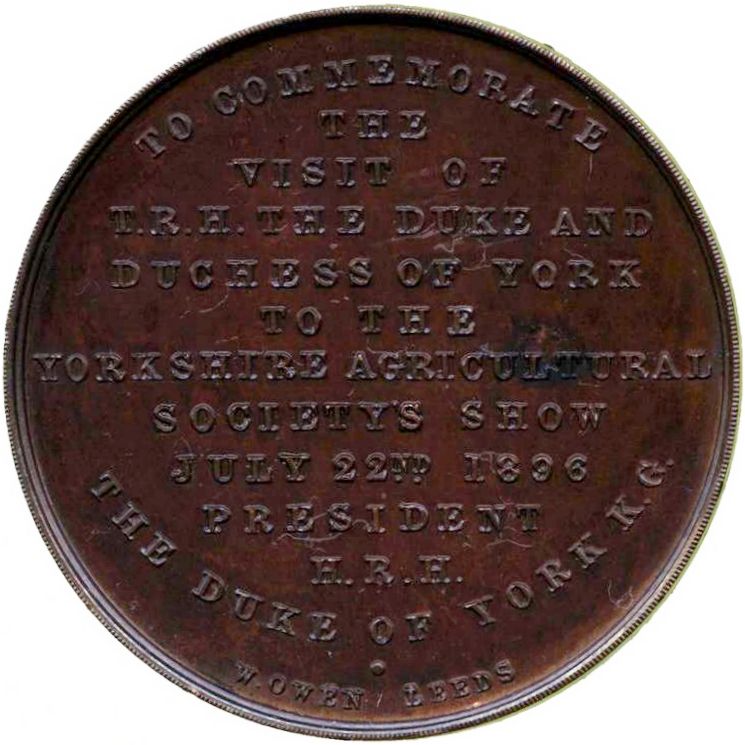 TO COMMEMORATE
THE
VISIT OF
T.R.H. THE DUKE AND
DUCHESS OF YORK
TO THE
YORKSHIRE AGRICULTURAL
SOCIETY'S SHOW
JULY 22ND 1896
PRESIDENT
H.R.H.
THE DUKE OF YORK K.G.
W. OWEN LEEDS